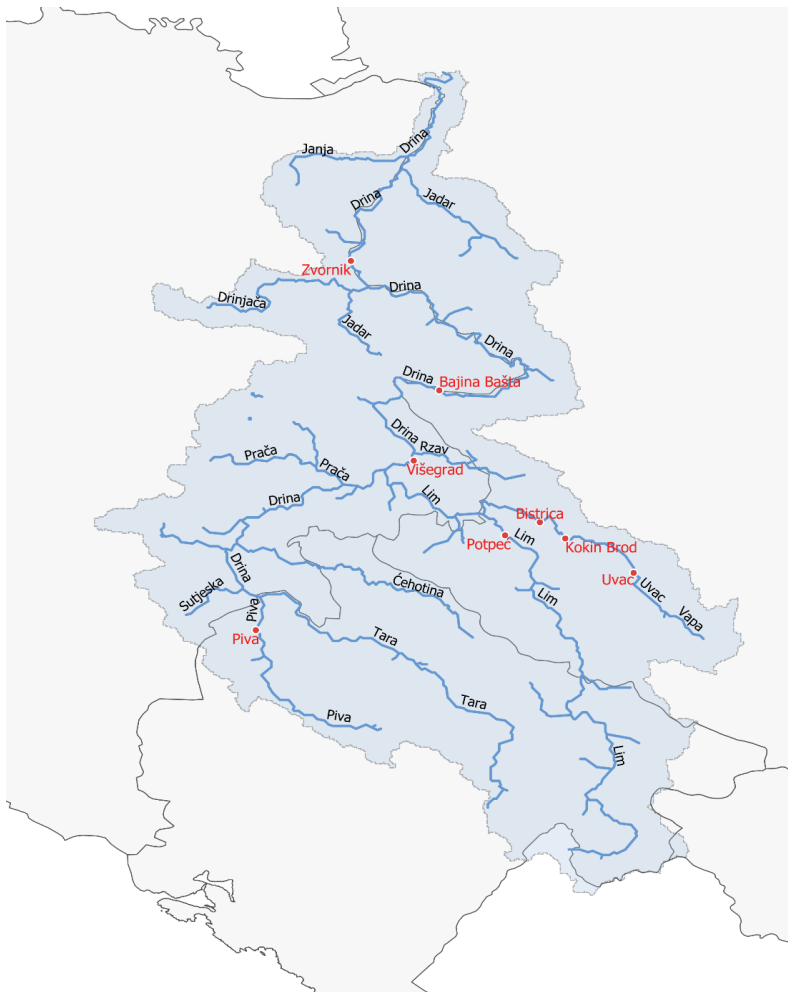 Drina
Janja
Drina
Jadar
Zvornik
Drinjača
Drina
Jadar
Drina
Drina
Bajina Bašta
Drina
Rzav
Prača
Prača
Višegrad
Drina
Lim
Bistrica
Potpeć
Lim
Kokin Brod
Drina
Uvac
Uvac
Sutjeska
Ćehotina
Lim
Piva
Vapa
Piva
Tara
Tara
Piva
Lim